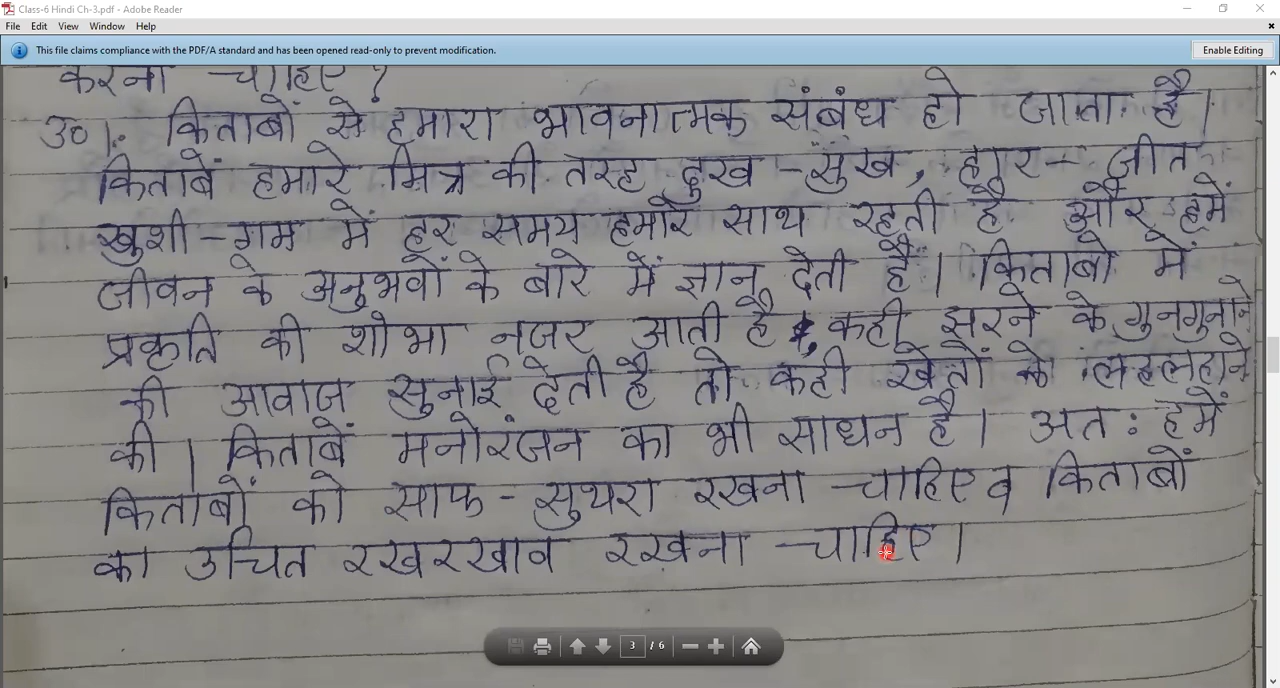 Class-6 Hindi Ch-3.pdf - Adobe Reader
File Edit View Window Help
This file claims compliance with the PDF/A standard and has been opened read-only to prevent modification.
Enable Editing
करना चाहिए?
उ०1. किताबों से हमारा भावनात्मक संबंध हो जाता है।
किताबें हमारे मित्र की तरह दुख-सुख, हार-जीत
खुशी-गम में हर समय हमारे साथ रहती है और हमें
जीवन के अनुभवों के बारे में ज्ञान देती हैं। किताबो में
प्रकृति की शोभा नजर आती है, कही झरने के गुनगुनाने
की आवाज सुनाई देती है तो कही खेतों के लहलहाने
की। किताबें मनोरंजन का भी साधन है। अतः हमें
किताबों को साफ-सुथरा रखना चाहिए व किताबों
का उचित रखरखाव रखना चाहिए।
3 / 6